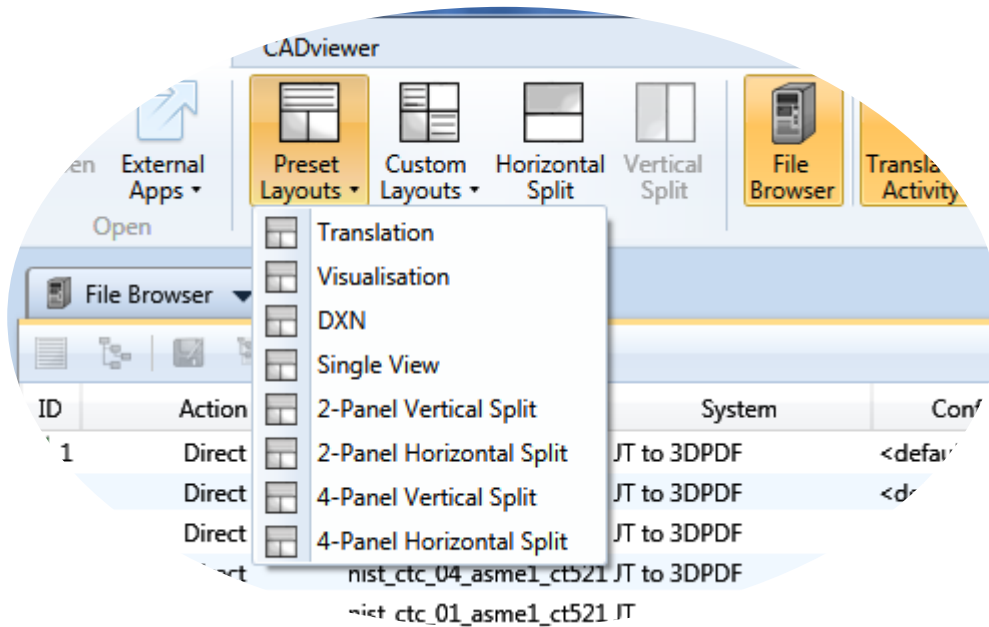 CADviewer
External
Apps
Preset
Layouts
Custom
Layouts
Horizontal
Split
Vertical
Split
File
Browser
Activity
Open
Translation
Visualisation
DXN
Single View
2-Panel Vertical Split
2-Panel Horizontal Split
4-Panel Vertical Split
4-Panel Horizontal Split
File Browser
ID Action System
1 Direct JT to 3DPDF
Direct JT to 3DPDF
Direct JT to 3DPDF
nist_ctc_04_asme1_ct521 JT to 3DPDF
nist_ctc_01_asme1_ct521 JT